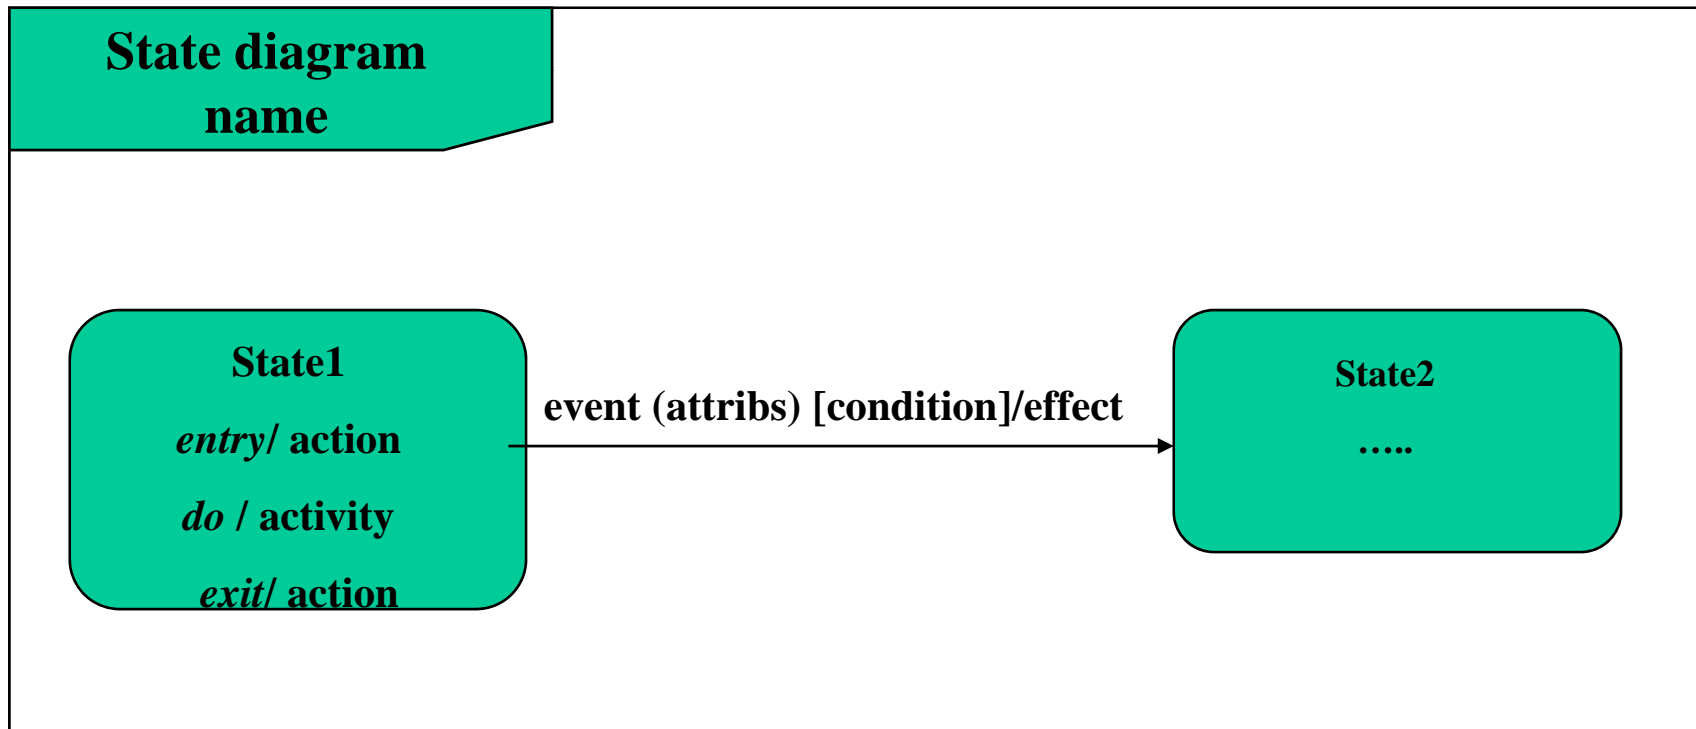 State diagram
name
State1
entry/ action
do / activity
exit/ action
event (attribs) [condition]/effect
State2
…..